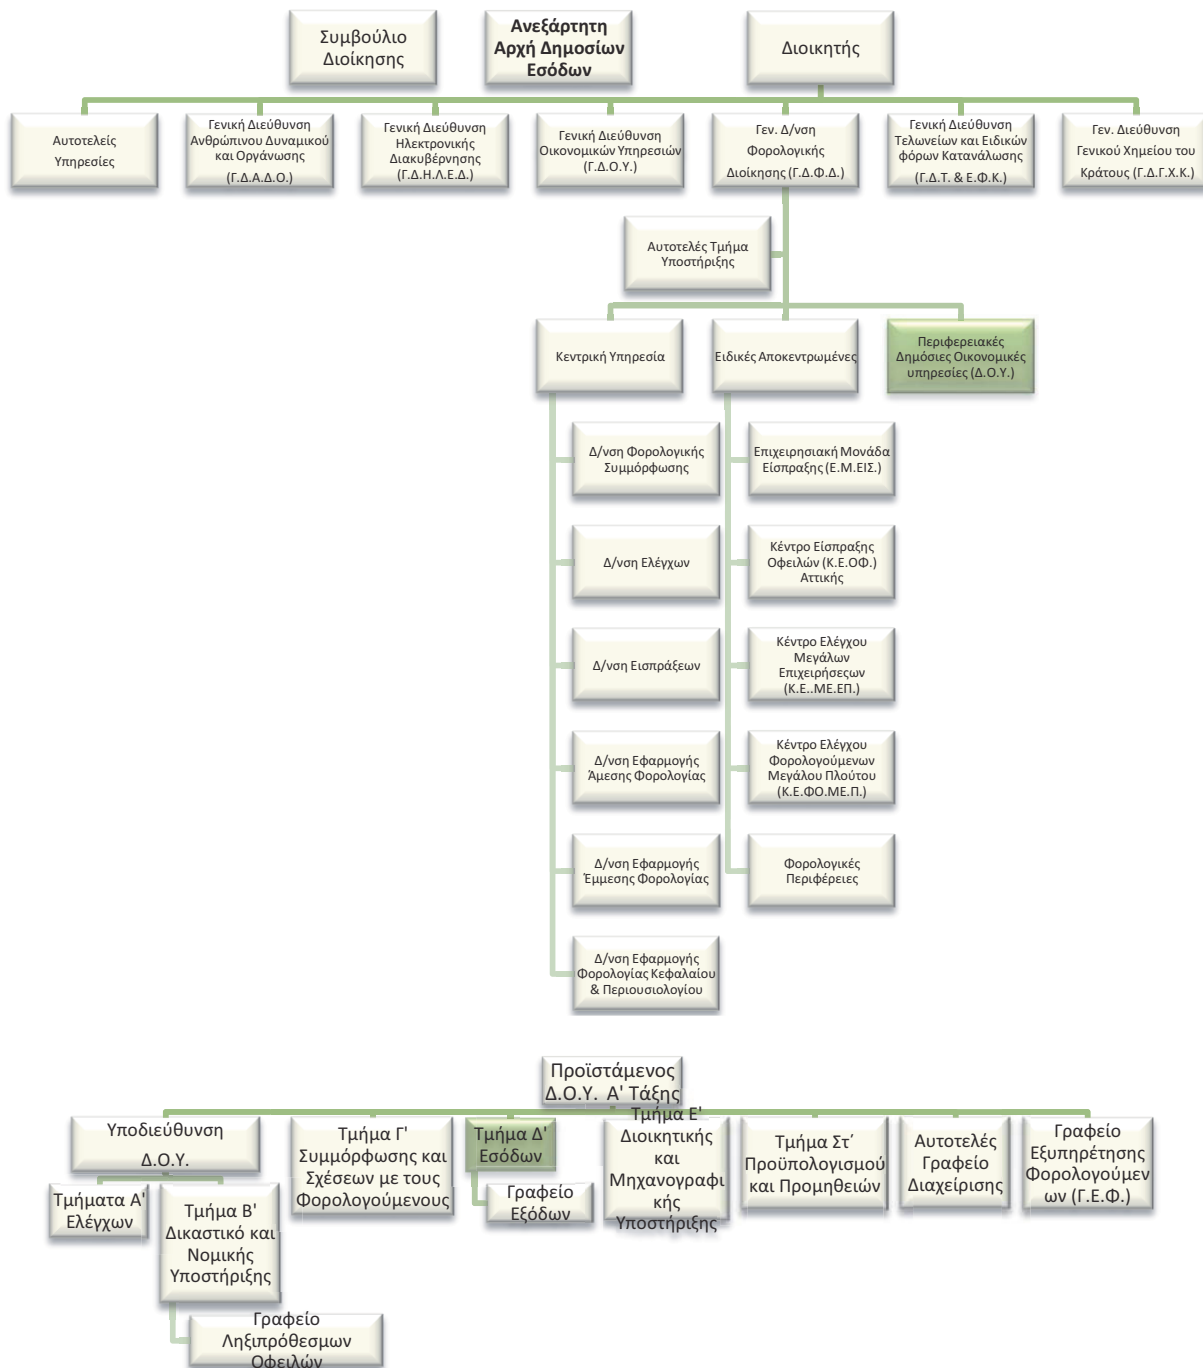 Συμβούλιο
Διοίκησης
Ανεξάρτητη
Αρχή Δημοσίων
Εσόδων
Διοικητής
Αυτοτελείς
Υπηρεσίες
Γενική Διεύθυνση
Ανθρώπινου Δυναμικού
και Οργάνωσης
(Γ.Δ.Α.Δ.Ο.)
Γενική Διεύθυνση
Ηλεκτρονικής
Διακυβέρνησης
(Γ.Δ.Η.Λ.Ε.Δ.)
Γενική Διεύθυνση
Οικονομικών Υπηρεσιών
(Γ.Δ.Ο.Υ.)
Γεν. Δ/νση
Φορολογικής
Διοίκησης (Γ.Δ.Φ.Δ.)
Γενική Διεύθυνση
Τελωνείων και Ειδικών
φόρων Κατανάλωσης
(Γ.Δ.Τ. & Ε.Φ.Κ.)
Γεν. Διεύθυνση
Γενικού Χημείου του
Κράτους (Γ.Δ.Γ.Χ.Κ.)
Αυτοτελές Τμήμα
Υποστήριξης
Κεντρική Υπηρεσία
Ειδικές Αποκεντρωμένες
Περιφερειακές
Δημόσιες Οικονομικές
υπηρεσίες (Δ.Ο.Υ.)
Δ/νση Φορολογικής
Συμμόρφωσης
Δ/νση Ελέγχων
Δ/νση Εισπράξεων
Δ/νση Εφαρμογής
Άμεσης Φορολογίας
Δ/νση Εφαρμογής
Έμμεσης Φορολογίας
Δ/νση Εφαρμογής
Φορολογίας Κεφαλαίου
& Περιουσιολογίου
Επιχειρησιακή Μονάδα
Είσπραξης (Ε.Μ.ΕΙΣ.)
Κέντρο Είσπραξης
Οφειλών (Κ.Ε.ΟΦ.)
Αττικής
Κέντρο Ελέγχου
Μεγάλων
Επιχειρήσεςων
(Κ.Ε..ΜΕ.ΕΠ.)
Κέντρο Ελέγχου
Φορολογούμενων
Μεγάλου Πλούτου
(Κ.Ε.ΦΟ.ΜΕ.Π.)
Φορολογικές
Περιφέρειες
Προϊστάμενος
Δ.Ο.Υ. Α' Τάξης
Υποδιεύθυνση
Δ.Ο.Υ.
Τμήματα Α'
Ελέγχων
Τμήμα Β'
Δικαστικό και
Νομικής
Υποστήριξης
Γραφείο
Ληξιπρόθεσμων
Οφειλών
Τμήμα Γ'
Συμμόρφωσης και
Σχέσεων με τους
Φορολογούμενους
Τμήμα Δ'
Εσόδων
Γραφείο
Εξόδων
Τμήμα Ε'
Διοικητικής
και
Μηχανογραφι
κής
Υποστήριξης
Τμήμα Στ΄
Προϋπολογισμού
και Προμηθειών
Αυτοτελές
Γραφείο
Διαχείρισης
Γραφείο
Εξυπηρέτησης
Φορολογούμεν
ων (Γ.Ε.Φ.)